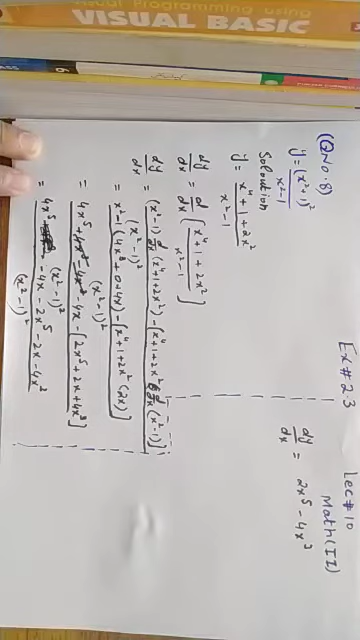 Visual Programming using
VISUAL BASIC
6
Ex # 2.3
Lec # 10
Math (II)
(Q No. 8)
y = (x²+1)² / x²-1
Solution
y = x⁴+1+2x² / x²-1
dy/dx = d/dx [x⁴+1+2x² / x²-1]
dy/dx = (x²-1) d/dx (x⁴+1+2x²) - [x⁴+1+2x² d/dx (x²-1)] / (x²-1)²
= x²-1 (4x³+0+4x) - [x⁴+1+2x² (2x)] / (x²-1)²
= 4x⁵+4x³-4x³-4x - [2x⁵+2x+4x³] / (x²-1)²
= 4x⁵ -4x-2x⁵-2x-4x³ / (x²-1)²
dy/dx = 2x⁵-4x³